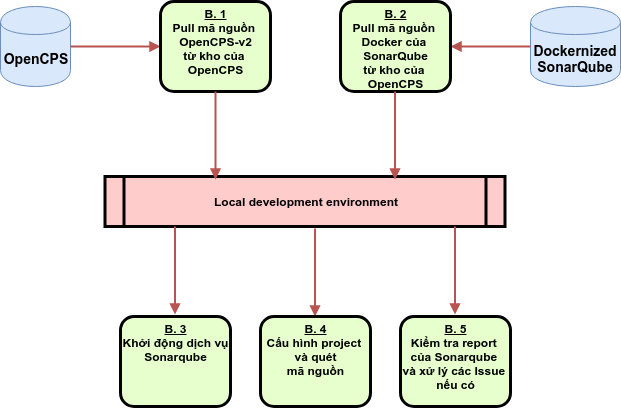 OpenCPS
B. 1
Pull mã nguồn
OpenCPS-v2
từ kho của
OpenCPS
B. 2
Pull mã nguồn
Docker của
SonarQube
từ kho của
OpenCPS
Dockernized
SonarQube
Local development environment
B. 3
Khởi động dịch vụ
Sonarqube
B. 4
Cấu hình project
và quét
mã nguồn
B. 5
Kiểm tra report
của Sonarqube
và xử lý các Issue
nếu có